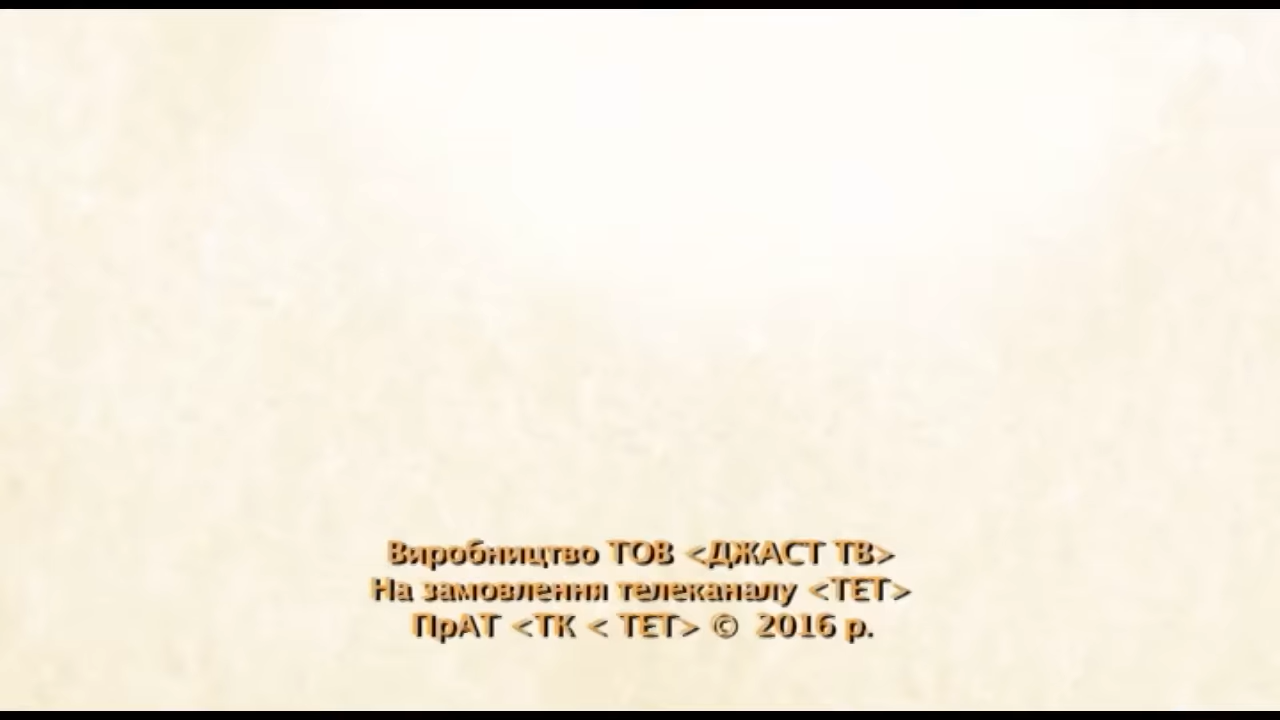 Виробництво ТОВ <ДЖАСТ ТВ>
На замовлення телеканалу <ТЕТ>
ПрАТ <ТК < ТЕТ> © 2016 р.